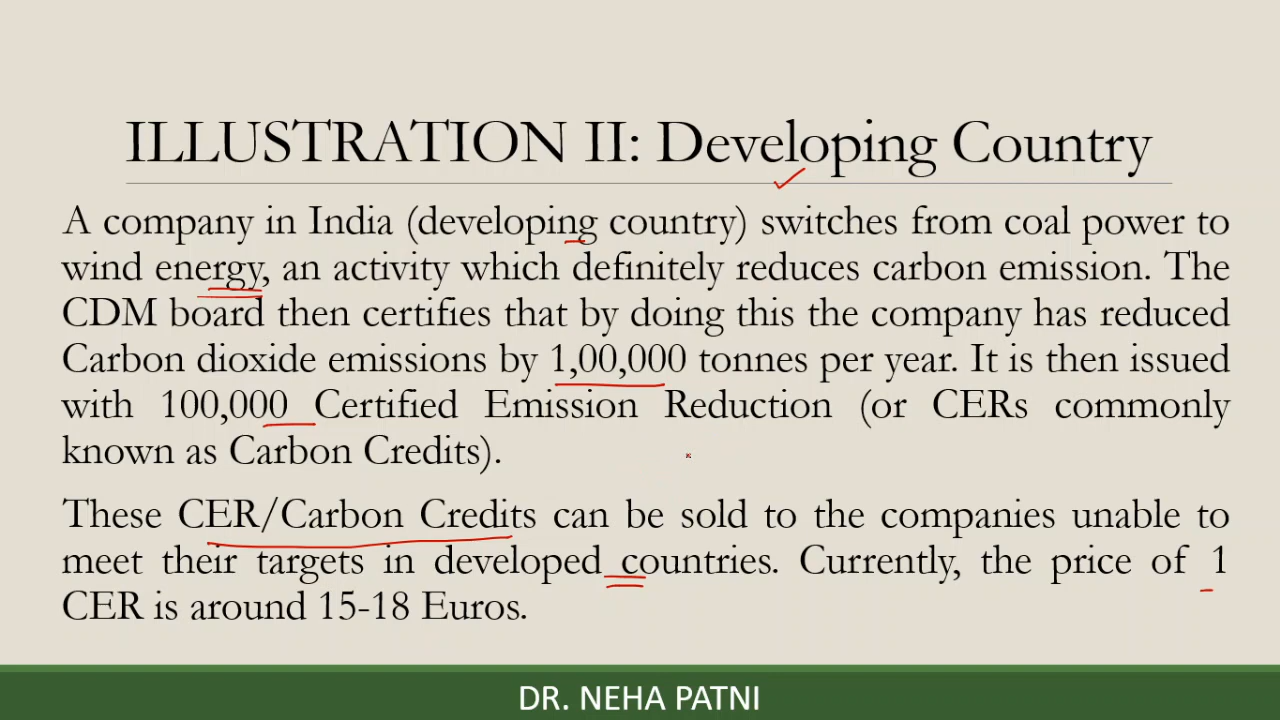 ILLUSTRATION II: Developing Country
A company in India (developing country) switches from coal power to
wind energy, an activity which definitely reduces carbon emission. The
CDM board then certifies that by doing this the company has reduced
Carbon dioxide emissions by 1,00,000 tonnes per year. It is then issued
with 100,000 Certified Emission Reduction (or CERs commonly
known as Carbon Credits).
These CER/Carbon Credits can be sold to the companies unable to
meet their targets in developed countries. Currently, the price of 1
CER is around 15-18 Euros.
DR. NEHA PATNI